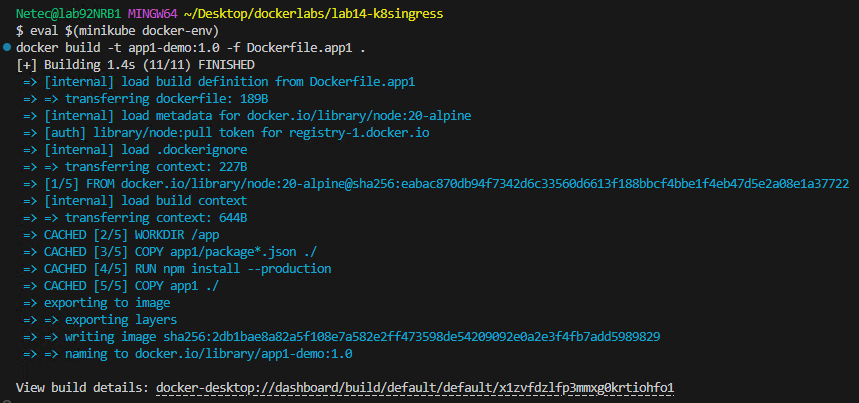 Netec@lab92NRB1 MINGW64 ~/Desktop/dockerlabs/lab14-k8singress
$ eval $(minikube docker-env)
docker build -t app1-demo:1.0 -f Dockerfile.app1 .
[+] Building 1.4s (11/11) FINISHED
=> [internal] load build definition from Dockerfile.app1
=> => transferring dockerfile: 189B
=> [internal] load metadata for docker.io/library/node:20-alpine
=> [auth] library/node:pull token for registry-1.docker.io
=> [internal] load .dockerignore
=> => transferring context: 227B
=> [1/5] FROM docker.io/library/node:20-alpine@sha256:eabac870db94f7342d6c33560d6613f188bbcf4bbe1f4eb47d5e2a08e1a37722
=> [internal] load build context
=> => transferring context: 644B
=> CACHED [2/5] WORKDIR /app
=> CACHED [3/5] COPY app1/package*.json ./
=> CACHED [4/5] RUN npm install --production
=> CACHED [5/5] COPY app1 ./
=> exporting to image
=> => exporting layers
=> => writing image sha256:2db1bae8a82a5f108e7a582e2ff473598de54209092e0a2e3f4fb7add5989829
=> => naming to docker.io/library/app1-demo:1.0
View build details: docker-desktop://dashboard/build/default/default/x1zvfdzlfp3mmxg0krtiohfo1